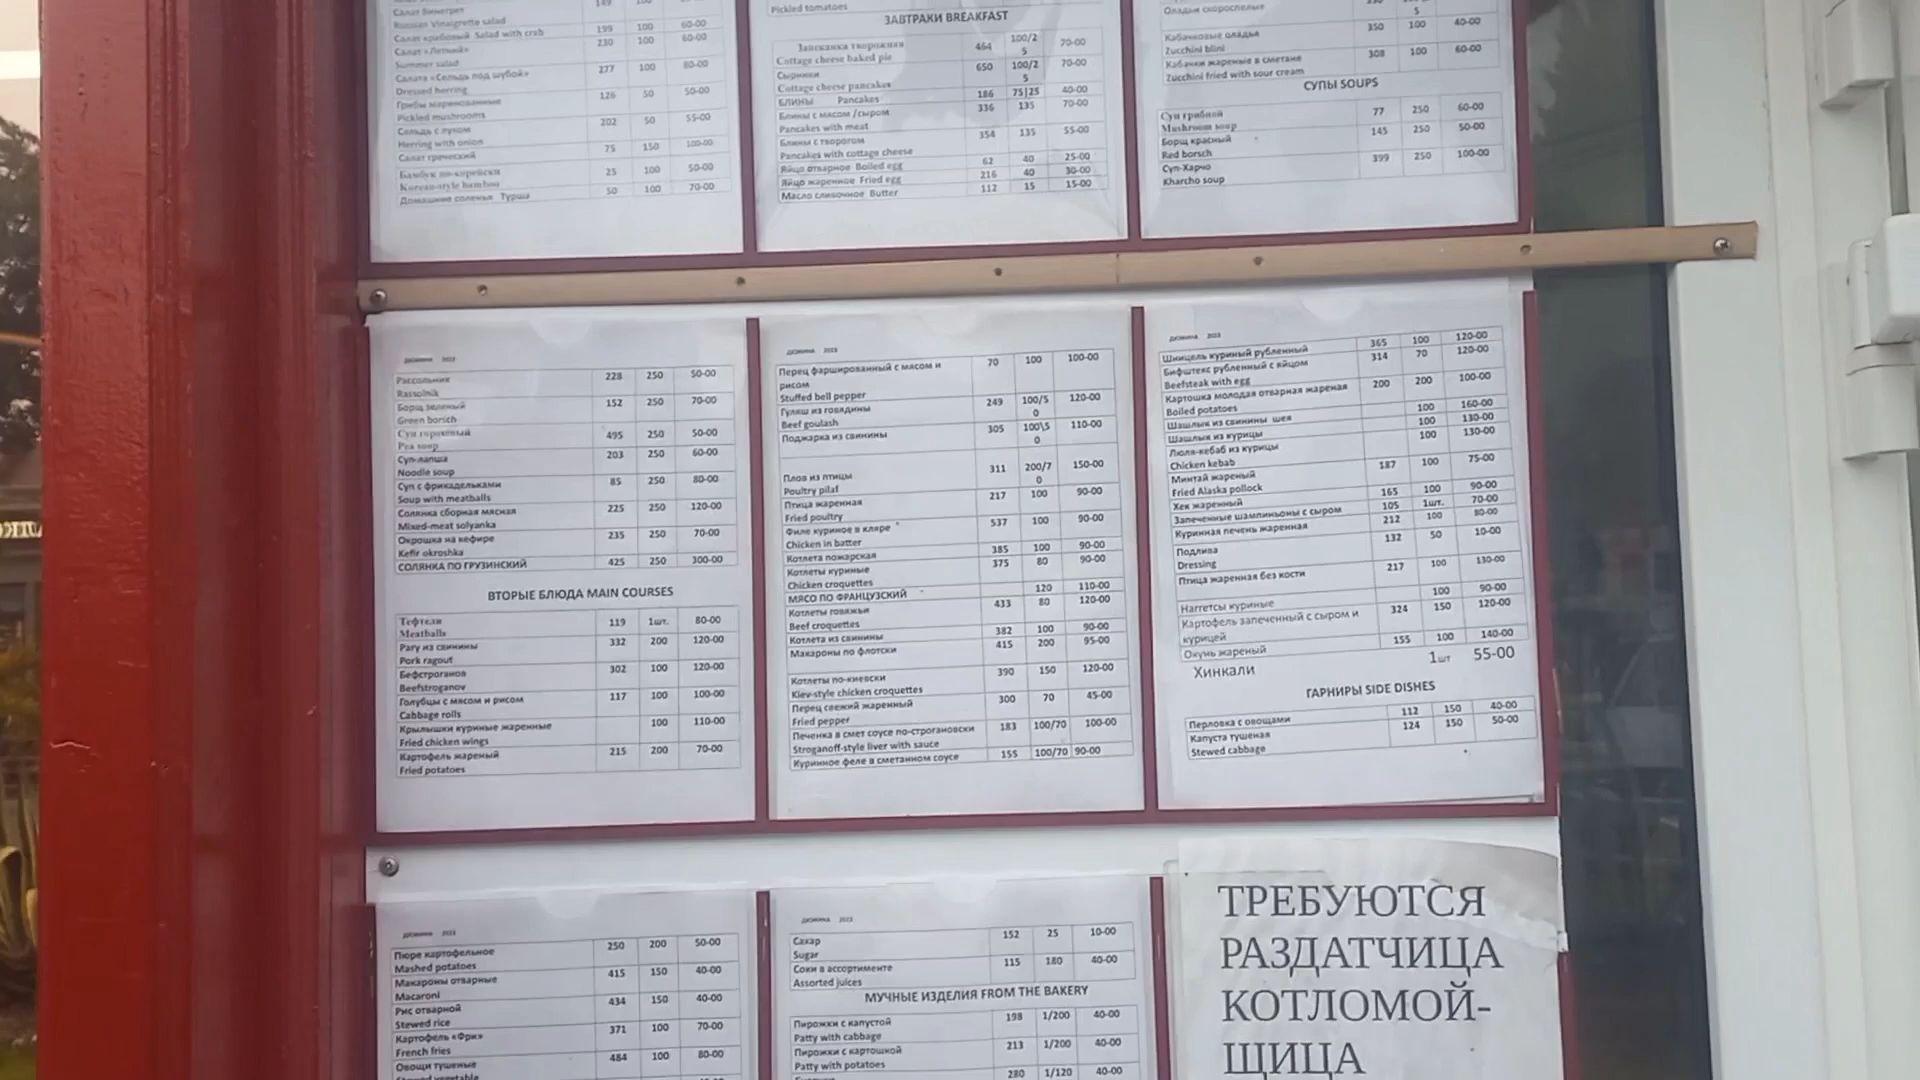 Салат Винегрет 149 100
Russian Vinaigrette salad
Салат крабовый Salad with crab 199 100 60-00
Салат «Летний» 230 100 60-00
Summer salad
Салата «Сельдь под шубой» 277 100 80-00
Dressed herring
Грибы маринованные 126 50 50-00
Pickled mushrooms
Сельдь с луком 202 50 55-00
Herring with onion
Салат греческий 75 150 100-00
Бамбук по-корейски 25 100 50-00
Korean-style bamboo
Домашние соленья Турша 50 100 70-00
Pickled tomatoes
ЗАВТРАКИ BREAKFAST
Запеканка творожная 464 100/25 70-00
Cottage cheese baked pie
Сырники 650 100/25 70-00
Cottage cheese pancakes
БЛИНЫ Pancakes 186 75|25 40-00
Блины с мясом /сыром 336 135 70-00
Pancakes with meat
Блины с творогом 354 135 55-00
Pancakes with cottage cheese
Яйцо отварное Boiled egg 62 40 25-00
Яйцо жаренное Fried egg 216 40 30-00
Масло сливочное Butter 112 15 15-00
Оладьи скороспелые
Кабачковые оладьи 350 100 40-00
Zucchini blini
Кабачки жареные в сметане 308 100 60-00
Zucchini fried with sour cream
СУПЫ SOUPS
Суп грибной 77 250 60-00
Mushroom soup
Борщ красный 145 250 50-00
Red borsch
Суп-Харчо 399 250 100-00
Kharcho soup
Рассольник 228 250 50-00
Rassolnik
Борщ зеленый 152 250 70-00
Green borsch
Суп гороховый 495 250 50-00
Pea soup
Суп-лапша 203 250 60-00
Noodle soup
Суп с фрикадельками 85 250 80-00
Soup with meatballs
Солянка сборная мясная 225 250 120-00
Mixed-meat solyanka
Окрошка на кефире 235 250 70-00
Kefir okroshka
СОЛЯНКА ПО ГРУЗИНСКИЙ 425 250 300-00
ВТОРЫЕ БЛЮДА MAIN COURSES
Тефтели 119 1шт. 80-00
Meatballs
Рагу из свинины 332 200 120-00
Pork ragout
Бефстроганов 302 100 120-00
Beefstroganov
Голубцы с мясом и рисом 117 100 100-00
Cabbage rolls
Крылышки куриные жаренные 100 110-00
Fried chicken wings
Картофель жареный 215 200 70-00
Fried potatoes
Перец фаршированный с мясом и 70 100 100-00
рисом
Stuffed bell pepper
Гуляш из говядины 249 100/50 120-00
Beef goulash
Поджарка из свинины 305 100\50 110-00
Плов из птицы 311 200/70 150-00
Poultry pilaf
Птица жаренная 217 100 90-00
Fried poultry
Филе куриное в кляре 537 100 90-00
Chicken in batter
Котлета пожарская 385 100 90-00
Котлеты куриные 375 80 90-00
Chicken croquettes
МЯСО ПО ФРАНЦУЗСКИЙ 120 110-00
Котлеты говяжьи 433 80 120-00
Beef croquettes
Котлета из свинины 382 100 90-00
Макароны по флотски 415 200 95-00
Котлеты по-киевски 390 150 120-00
Kiev-style chicken croquettes
Перец свежий жаренный 300 70 45-00
Fried pepper
Печенка в смет соусе по-строгановски 183 100/70 100-00
Stroganoff-style liver with sauce
Куринное феле в сметанном соусе 155 100/70 90-00
Шницель куриный рубленный 365 100 120-00
Бифштекс рубленный с яйцом 314 70 120-00
Beefsteak with egg
Картошка молодая отварная жареная 200 200 100-00
Boiled potatoes
Шашлык из свинины шея 100 160-00
Шашлык из курицы 100 130-00
Люля-кебаб из курицы 100 130-00
Chicken kebab
Минтай жареный 187 100 75-00
Fried Alaska pollock
Хек жаренный 165 100 90-00
Запеченные шампиньоны с сыром 105 1шт. 70-00
Куринная печень жаренная 212 100 80-00
Подлива 132 50 10-00
Dressing
Птица жаренная без кости 217 100 130-00
Наггетсы куриные 100 90-00
Картофель запеченный с сыром и 324 150 120-00
курицей
Окунь жареный 155 100 140-00
Хинкали 1шт 55-00
ГАРНИРЫ SIDE DISHES
Перловка с овощами 112 150 40-00
Капуста тушеная 124 150 50-00
Stewed cabbage
Пюре картофельное 250 200 50-00
Mashed potatoes
Макароны отварные 415 150 40-00
Macaroni
Рис отварной 434 150 40-00
Stewed rice
Картофель «Фри» 371 100 70-00
French fries
Овощи тушеные 484 100 80-00
Stewed vegetable
Сахар 152 25 10-00
Sugar
Соки в ассортименте 115 180 40-00
Assorted juices
МУЧНЫЕ ИЗДЕЛИЯ FROM THE BAKERY
Пирожки с капустой 198 1/200 40-00
Patty with cabbage
Пирожки с картошкой 213 1/200 40-00
Patty with potatoes
280 1/120 40-00
ТРЕБУЮТСЯ
РАЗДАТЧИЦА
КОТЛОМОЙ-
ЩИЦА